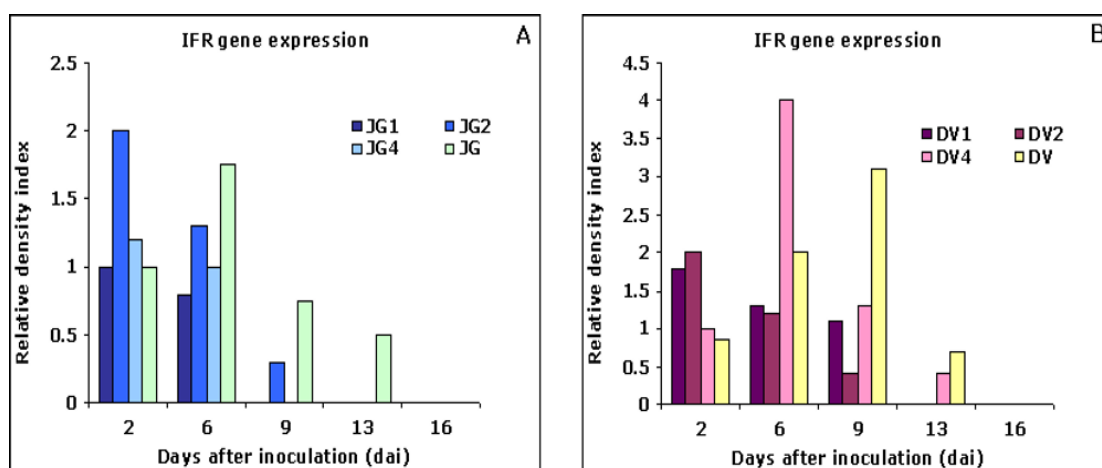 IFR gene expression
A
2.5
2
1.5
1
0.5
0
Relative density index
JG1 JG2
JG4 JG
2 6 9 13 16
Days after inoculation (dai)
IFR gene expression
B
4.5
4
3.5
3
2.5
2
1.5
1
0.5
0
Relative density index
DV1 DV2
DV4 DV
2 6 9 13 16
Days after inoculation (dai)